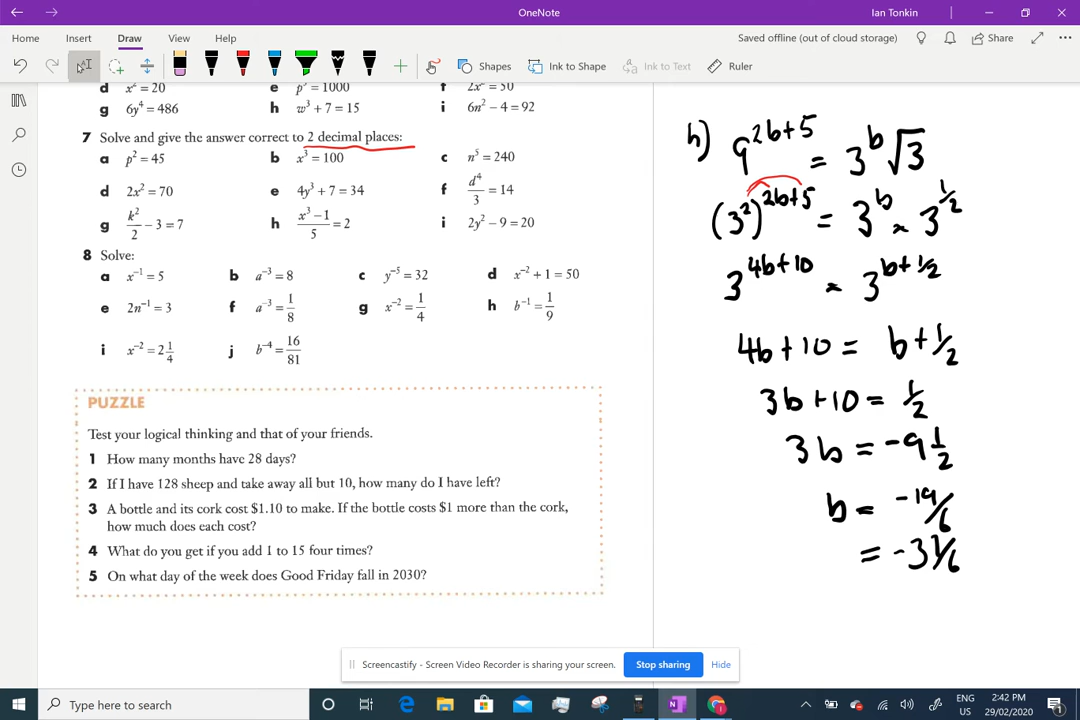 OneNote
Ian Tonkin
Home Insert Draw View Help
Saved offline (out of cloud storage)
Share
Shapes
Ink to Shape
Ink to Text
Ruler
d x² = 20 e p³ = 1000 f 2x² = 50
g 6y⁴ = 486 h w³ + 7 = 15 i 6n² − 4 = 92
7 Solve and give the answer correct to 2 decimal places:
a p² = 45 b x³ = 100 c n⁵ = 240
d 2x² = 70 e 4y³ + 7 = 34 f d⁴/3 = 14
g k²/2 − 3 = 7 h (x³ − 1)/5 = 2 i 2y² − 9 = 20
8 Solve:
a x⁻¹ = 5 b a⁻³ = 8 c y⁻⁵ = 32 d x⁻² + 1 = 50
e 2n⁻¹ = 3 f a⁻³ = 1/8 g x⁻² = 1/4 h b⁻¹ = 1/9
i x⁻² = 2 1/4 j b⁻⁴ = 16/81
PUZZLE
Test your logical thinking and that of your friends.
1 How many months have 28 days?
2 If I have 128 sheep and take away all but 10, how many do I have left?
3 A bottle and its cork cost $1.10 to make. If the bottle costs $1 more than the cork,
how much does each cost?
4 What do you get if you add 1 to 15 four times?
5 On what day of the week does Good Friday fall in 2030?
h) 9^(2b+5) = 3^b √3
(3²)^(2b+5) = 3^b × 3^(1/2)
3^(4b+10) = 3^(b+1/2)
4b+10 = b+1/2
3b+10 = 1/2
3b = -9 1/2
b = -19/6
= -3 1/6
Screencastify - Screen Video Recorder is sharing your screen.
Stop sharing
Hide
Type here to search
ENG
US
2:42 PM
29/02/2020
1